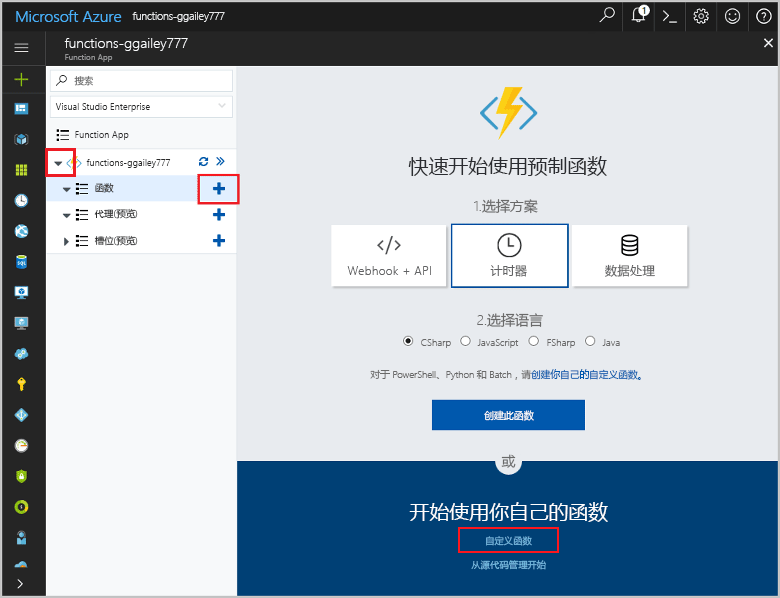 Microsoft Azure functions-ggailey777
1
functions-ggailey777
Function App
搜索
Visual Studio Enterprise
Function App
functions-ggailey777
函数
代理(预览)
槽位(预览)
快速开始使用预制函数
1.选择方案
Webhook + API
计时器
数据处理
2.选择语言
CSharp JavaScript FSharp Java
对于 PowerShell、Python 和 Batch，请创建你自己的自定义函数。
创建此函数
或
开始使用你自己的函数
自定义函数
从源代码管理开始
SQL